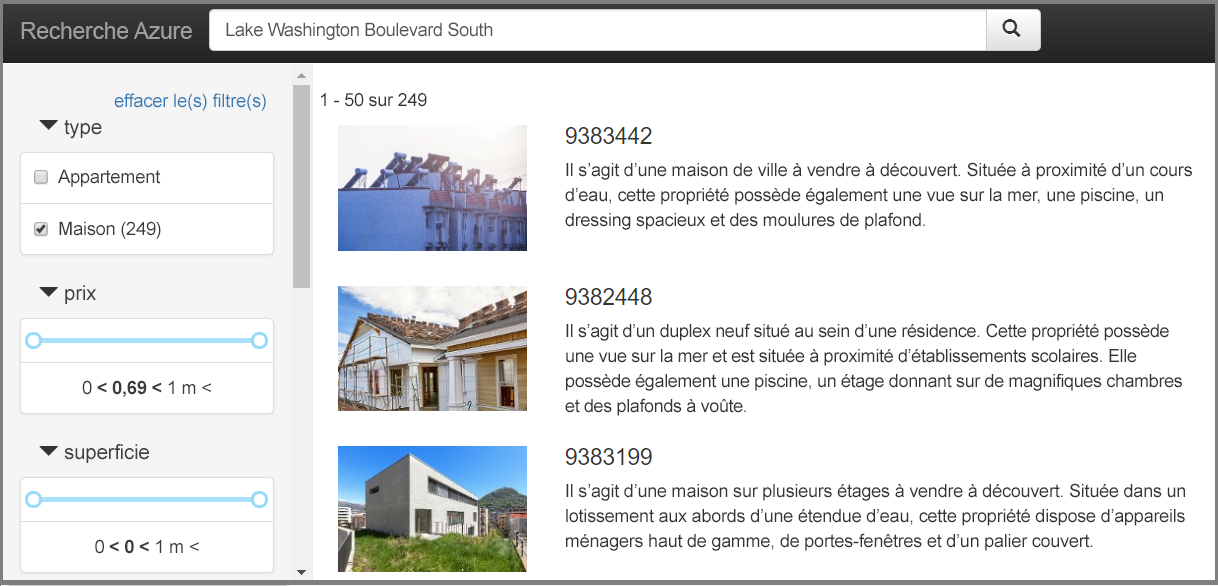 Recherche Azure
Lake Washington Boulevard South
effacer le(s) filtre(s)
type
Appartement
Maison (249)
prix
0 < 0,69 < 1 m <
superficie
0 < 0 < 1 m <
1 - 50 sur 249
9383442
Il s’agit d’une maison de ville à vendre à découvert. Située à proximité d’un cours
d’eau, cette propriété possède également une vue sur la mer, une piscine, un
dressing spacieux et des moulures de plafond.
9382448
Il s’agit d’un duplex neuf situé au sein d’une résidence. Cette propriété possède
une vue sur la mer et est située à proximité d’établissements scolaires. Elle
possède également une piscine, un étage donnant sur de magnifiques chambres
et des plafonds à voûte.
9383199
Il s’agit d’une maison sur plusieurs étages à vendre à découvert. Située dans un
lotissement aux abords d’une étendue d’eau, cette propriété dispose d’appareils
ménagers haut de gamme, de portes-fenêtres et d’un palier couvert.